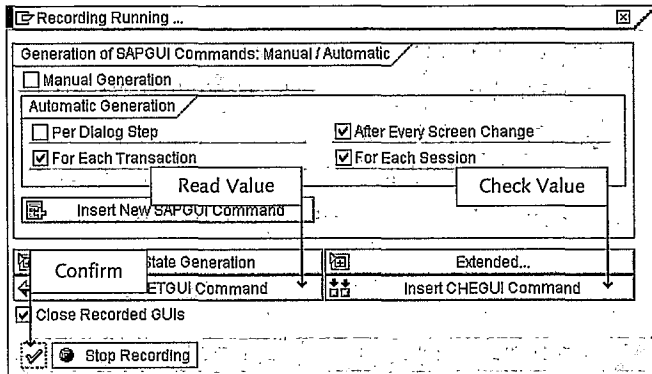 Recording Running ...
Generation of SAPGUI Commands: Manual / Automatic
Manual Generation
Automatic Generation
Per Dialog Step
After Every Screen Change
For Each Transaction
For Each Session
Read Value
Check Value
Insert New SAPGUI Command
Confirm
State Generation
Extended...
ETGUI Command
Insert CHEGUI Command
Close Recorded GUIs
Stop Recording